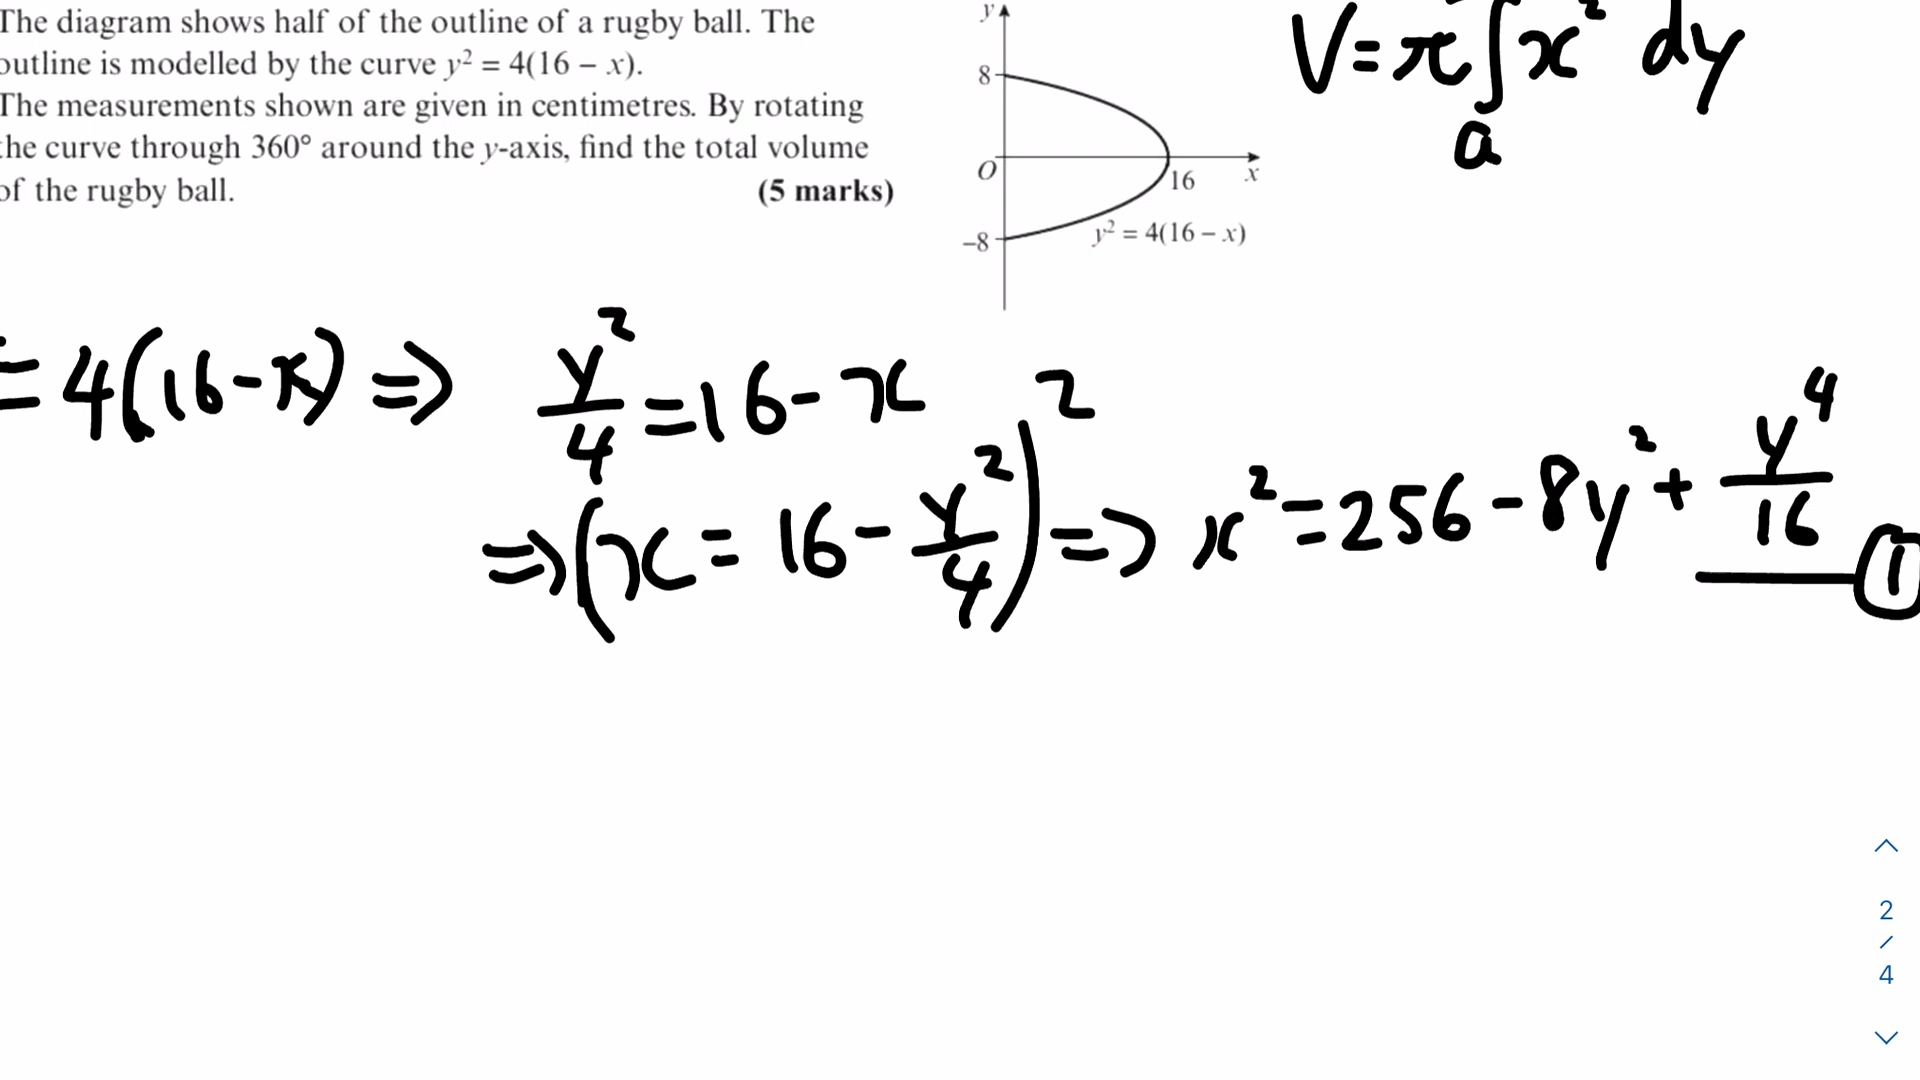 The diagram shows half of the outline of a rugby ball. The
outline is modelled by the curve y² = 4(16 – x).
The measurements shown are given in centimetres. By rotating
the curve through 360° around the y-axis, find the total volume
of the rugby ball. (5 marks)
y
8
O
16
x
–8
y² = 4(16 – x)
V = π∫x² dy
a
= 4(16-x) ⇒ y²/4 = 16 - x
⇒ (x = 16 - y²/4)² ⇒ x² = 256 - 8y² + y⁴/16
①
2
/
4